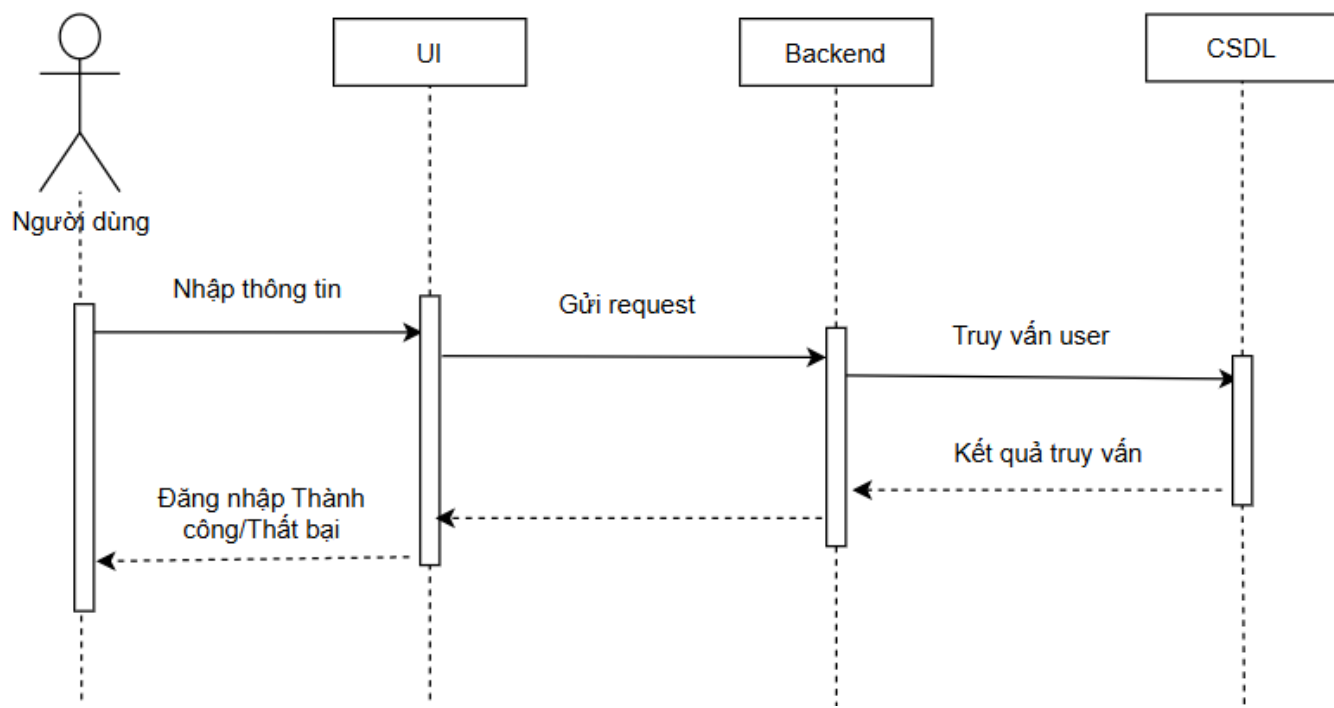 UI
Backend
CSDL
Người dùng
Nhập thông tin
Gửi request
Truy vấn user
Kết quả truy vấn
Đăng nhập Thành
công/Thất bại